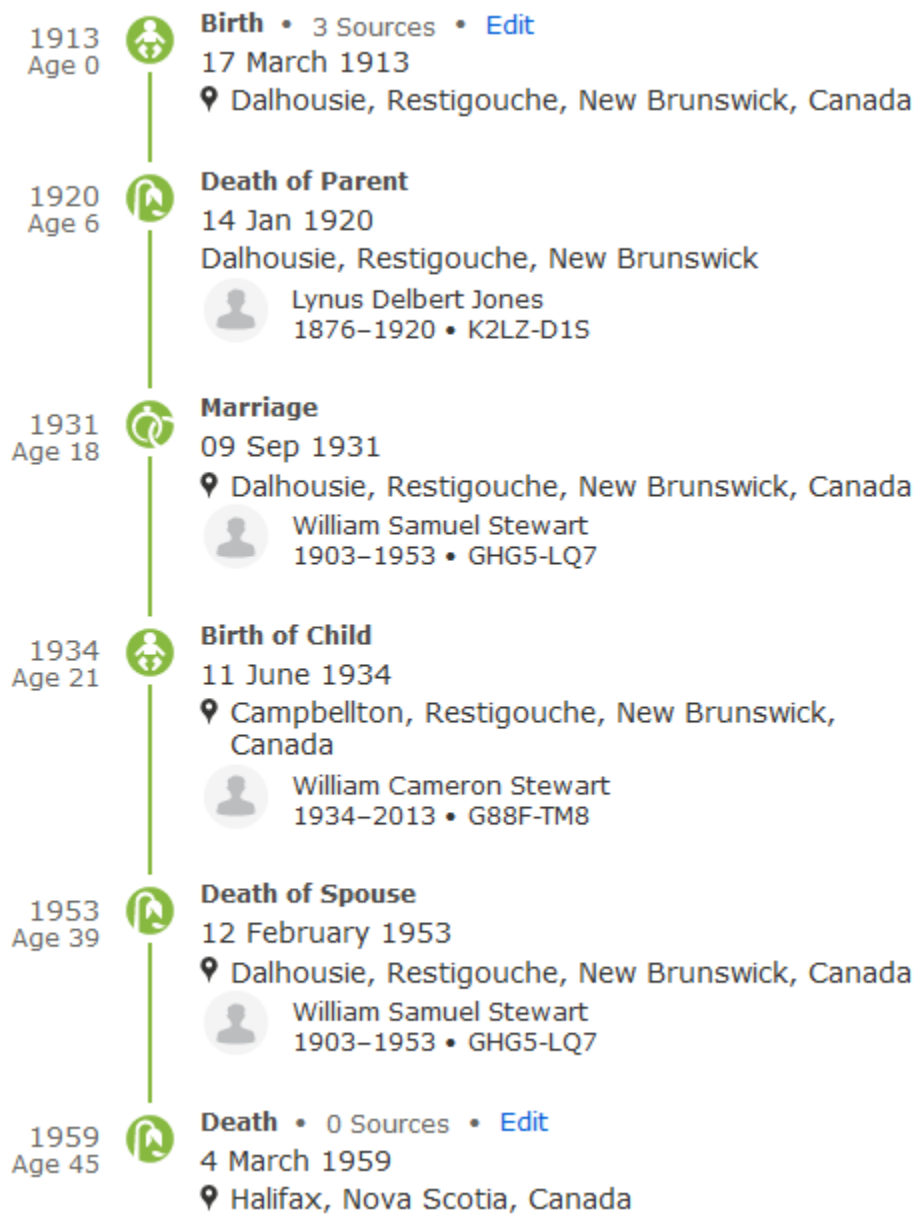 1913
Age 0
Birth • 3 Sources • Edit
17 March 1913
Dalhousie, Restigouche, New Brunswick, Canada
1920
Age 6
Death of Parent
14 Jan 1920
Dalhousie, Restigouche, New Brunswick
Lynus Delbert Jones
1876–1920 • K2LZ-D1S
1931
Age 18
Marriage
09 Sep 1931
Dalhousie, Restigouche, New Brunswick, Canada
William Samuel Stewart
1903–1953 • GHG5-LQ7
1934
Age 21
Birth of Child
11 June 1934
Campbellton, Restigouche, New Brunswick,
Canada
William Cameron Stewart
1934–2013 • G88F-TM8
1953
Age 39
Death of Spouse
12 February 1953
Dalhousie, Restigouche, New Brunswick, Canada
William Samuel Stewart
1903–1953 • GHG5-LQ7
1959
Age 45
Death • 0 Sources • Edit
4 March 1959
Halifax, Nova Scotia, Canada